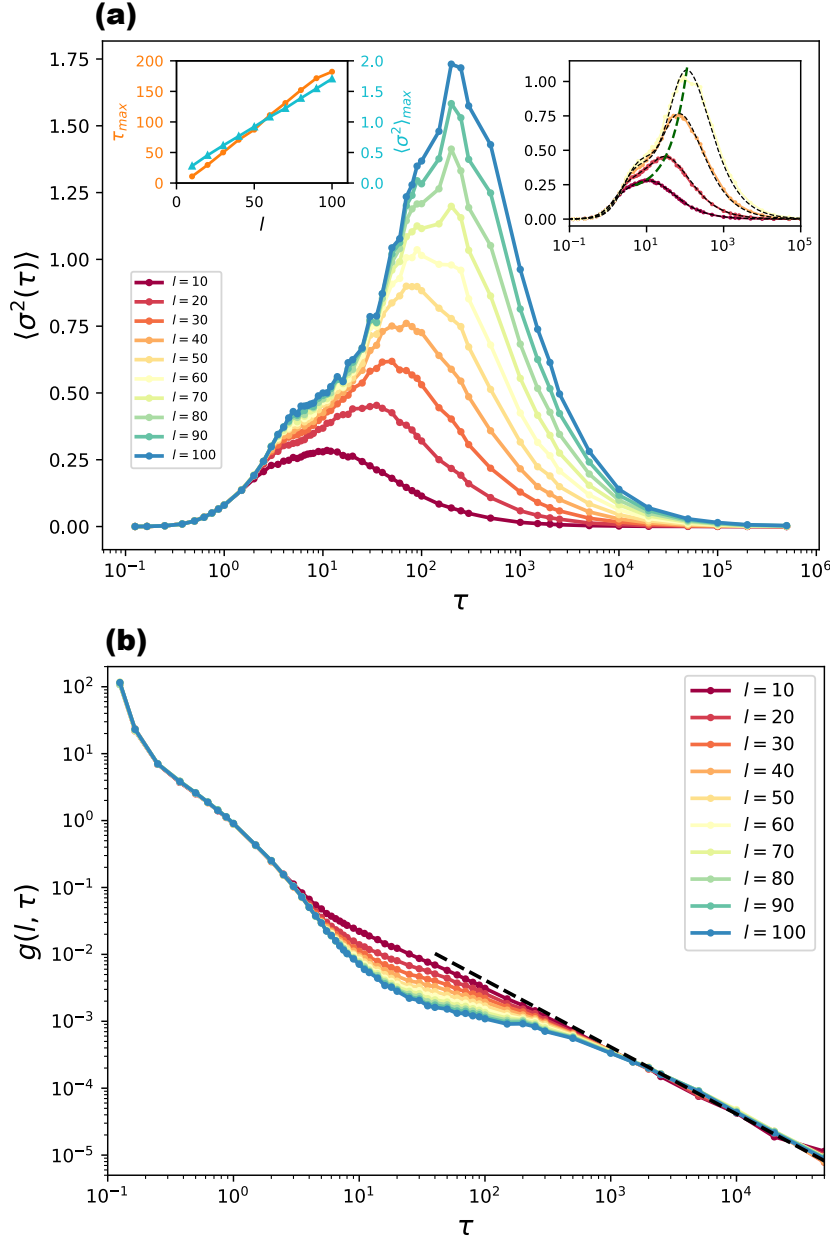 (a)
1.75
1.50
1.25
1.00
0.75
0.50
0.25
0.00
⟨σ²(τ)⟩
10⁻¹ 10⁰ 10¹ 10² 10³ 10⁴ 10⁵ 10⁶
τ
200
150
100
50
0
τmax
2.0
1.5
1.0
0.5
0.0
⟨σ²⟩max
0 50 100
l
1.00
0.75
0.50
0.25
0.00
10⁻¹ 10¹ 10³ 10⁵
l = 10
l = 20
l = 30
l = 40
l = 50
l = 60
l = 70
l = 80
l = 90
l = 100
(b)
10²
10¹
10⁰
10⁻¹
10⁻²
10⁻³
10⁻⁴
10⁻⁵
g(l, τ)
l = 10
l = 20
l = 30
l = 40
l = 50
l = 60
l = 70
l = 80
l = 90
l = 100
10⁻¹ 10⁰ 10¹ 10² 10³ 10⁴
τ